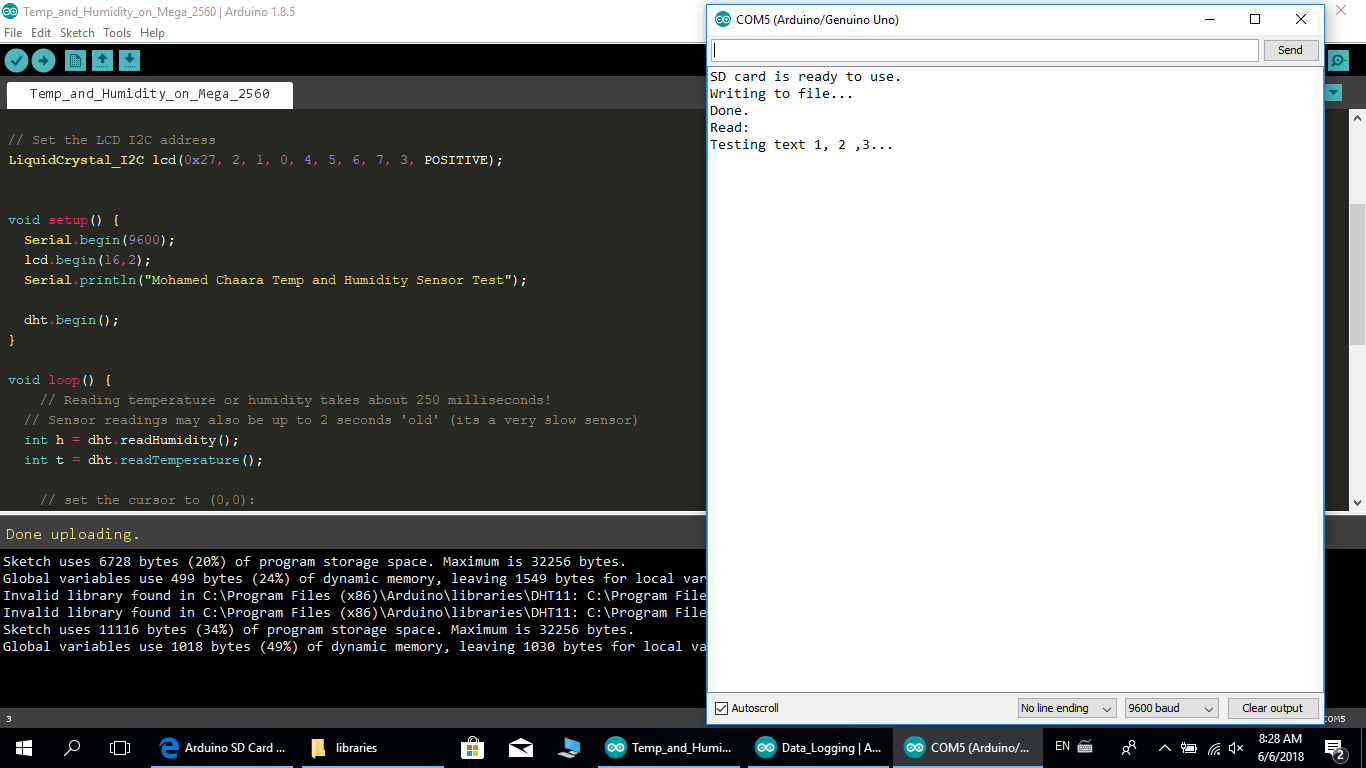 Temp_and_Humidity_on_Mega_2560 | Arduino 1.8.5
File Edit Sketch Tools Help
Temp_and_Humidity_on_Mega_2560
// Set the LCD I2C address
LiquidCrystal_I2C lcd(0x27, 2, 1, 0, 4, 5, 6, 7, 3, POSITIVE);
void setup() {
Serial.begin(9600);
lcd.begin(16,2);
Serial.println("Mohamed Chaara Temp and Humidity Sensor Test");
dht.begin();
}
void loop() {
// Reading temperature or humidity takes about 250 milliseconds!
// Sensor readings may also be up to 2 seconds 'old' (its a very slow sensor)
int h = dht.readHumidity();
int t = dht.readTemperature();
// set the cursor to (0,0):
Done uploading.
Sketch uses 6728 bytes (20%) of program storage space. Maximum is 32256 bytes.
Global variables use 499 bytes (24%) of dynamic memory, leaving 1549 bytes for local var
Invalid library found in C:\Program Files (x86)\Arduino\libraries\DHT11: C:\Program File
Invalid library found in C:\Program Files (x86)\Arduino\libraries\DHT11: C:\Program File
Sketch uses 11116 bytes (34%) of program storage space. Maximum is 32256 bytes.
Global variables use 1018 bytes (49%) of dynamic memory, leaving 1030 bytes for local va
3
COM5
COM5 (Arduino/Genuino Uno)
Send
SD card is ready to use.
Writing to file...
Done.
Read:
Testing text 1, 2 ,3...
Autoscroll
No line ending
9600 baud
Clear output
Arduino SD Card ...
libraries
Temp_and_Humi...
Data_Logging | A...
COM5 (Arduino/...
EN
8:28 AM
6/6/2018
2